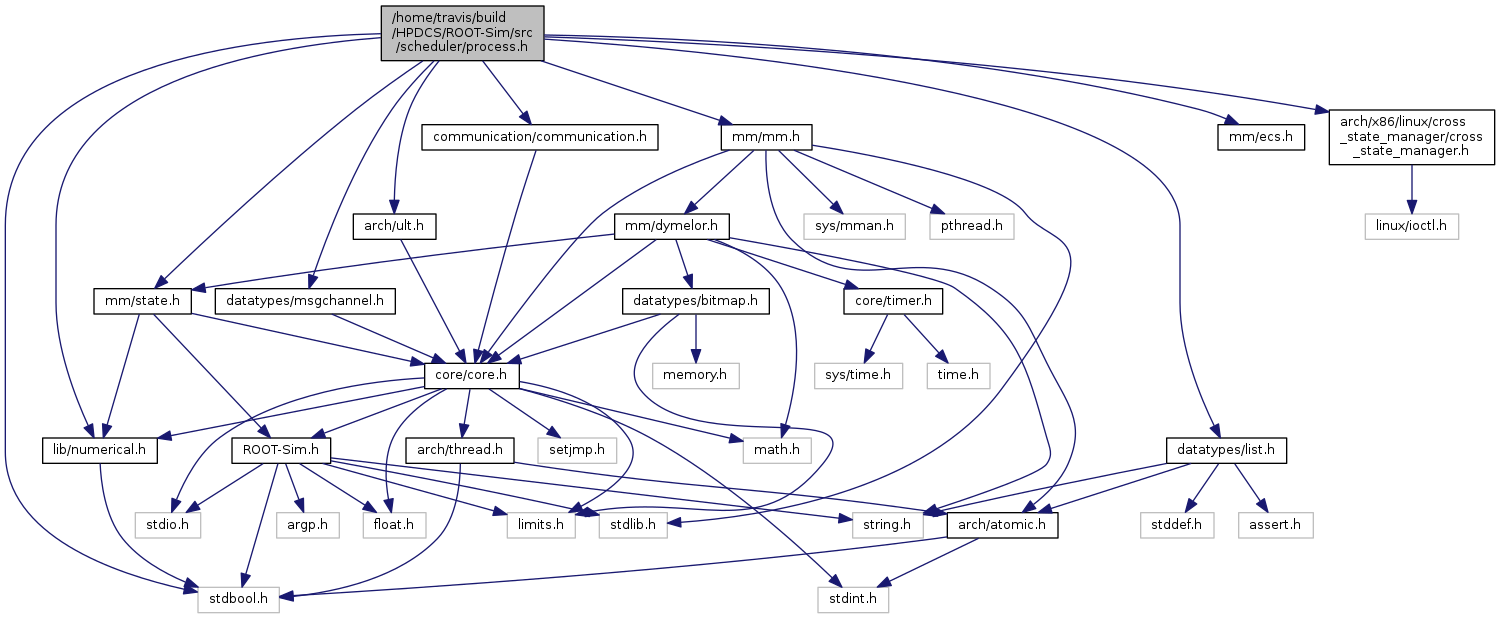 /home/travis/build
/HPDCS/ROOT-Sim/src
/scheduler/process.h
communication/communication.h
mm/mm.h
mm/ecs.h
arch/x86/linux/cross
_state_manager/cross
_state_manager.h
arch/ult.h
mm/dymelor.h
sys/mman.h
pthread.h
linux/ioctl.h
mm/state.h
datatypes/msgchannel.h
datatypes/bitmap.h
core/timer.h
core/core.h
memory.h
sys/time.h
time.h
lib/numerical.h
ROOT-Sim.h
arch/thread.h
setjmp.h
math.h
datatypes/list.h
stdio.h
argp.h
float.h
limits.h
stdlib.h
string.h
arch/atomic.h
stddef.h
assert.h
stdbool.h
stdint.h